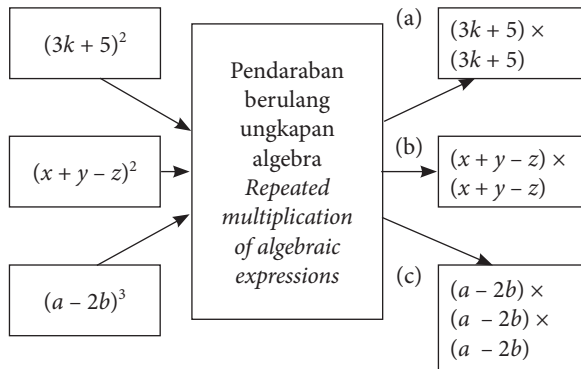 (3k + 5)²
(x + y – z)²
(a – 2b)³
Pendaraban
berulang
ungkapan
algebra
Repeated
multiplication
of algebraic
expressions
(a)
(3k + 5) ×
(3k + 5)
(b)
(x + y – z) ×
(x + y – z)
(c)
(a – 2b) ×
(a – 2b) ×
(a – 2b)